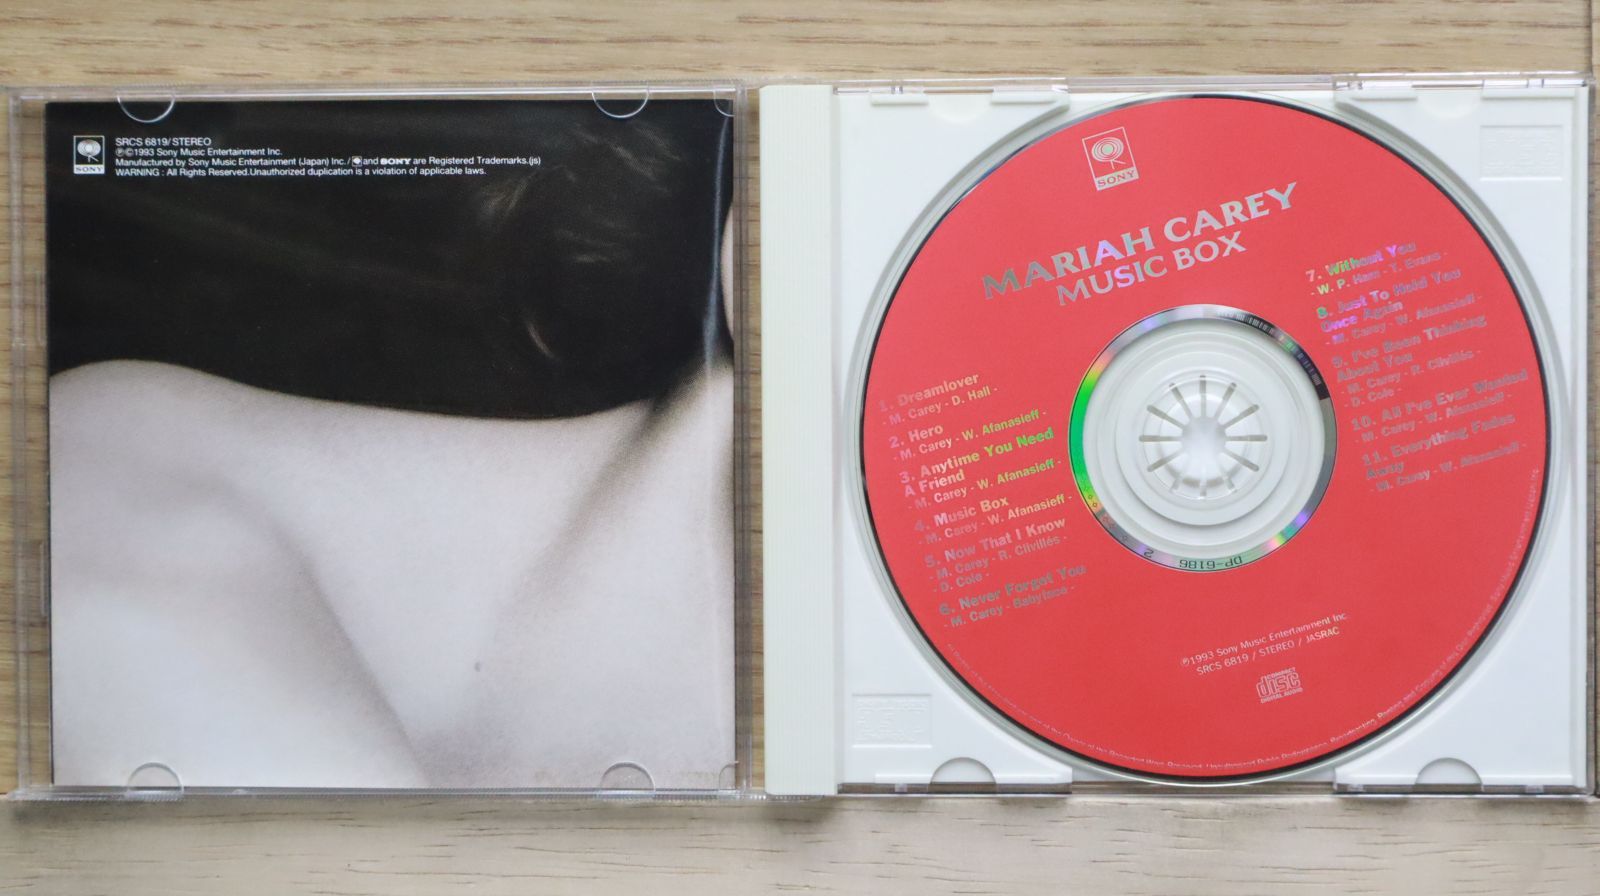 SONY
SRCS 6819/STEREO
℗©1993 Sony Music Entertainment Inc.
Manufactured by Sony Music Entertainment (Japan) Inc./ and SONY are Registered Trademarks.(js)
WARNING : All Rights Reserved.Unauthorized duplication is a violation of applicable laws.
SONY
MARIAH CAREY
MUSIC BOX
1. Dreamlover
- M. Carey - D. Hall -
2. Hero
- M. Carey - W. Afanasieff -
3. Anytime You Need
A Friend
- M. Carey - W. Afanasieff -
4. Music Box
- M. Carey - W. Afanasieff -
5. Now That I Know
- M. Carey - R. Clivillés -
D. Cole -
6. Never Forget You
- M. Carey - Babyface -
7. Without You
- W. P. Ham - T. Evans -
8. Just To Hold You
Once Again
- M. Carey - W. Afanasieff -
9. I've Been Thinking
About You
- M. Carey - R. Clivillés -
D. Cole -
10. All I've Ever Wanted
- M. Carey - W. Afanasieff -
11. Everything Fades
Away
- M. Carey - W. Afanasieff -
DP-6186 2
℗1993 Sony Music Entertainment Inc.
SRCS 6819 / STEREO / JASRAC
COMPACT
disc
DIGITAL AUDIO